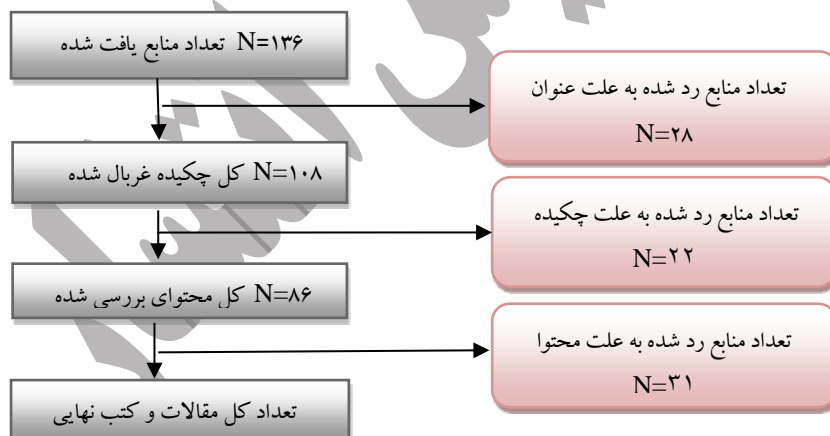 تعداد منابع یافت شده N=۱۳۶
تعداد منابع رد شده به علت عنوان
N=۲۸
کل چکیده غربال شده N=۱۰۸
تعداد منابع رد شده به علت چکیده
N=۲۲
کل محتوای بررسی شده N=۸۶
تعداد منابع رد شده به علت محتوا
N=۳۱
تعداد کل مقالات و کتب نهایی